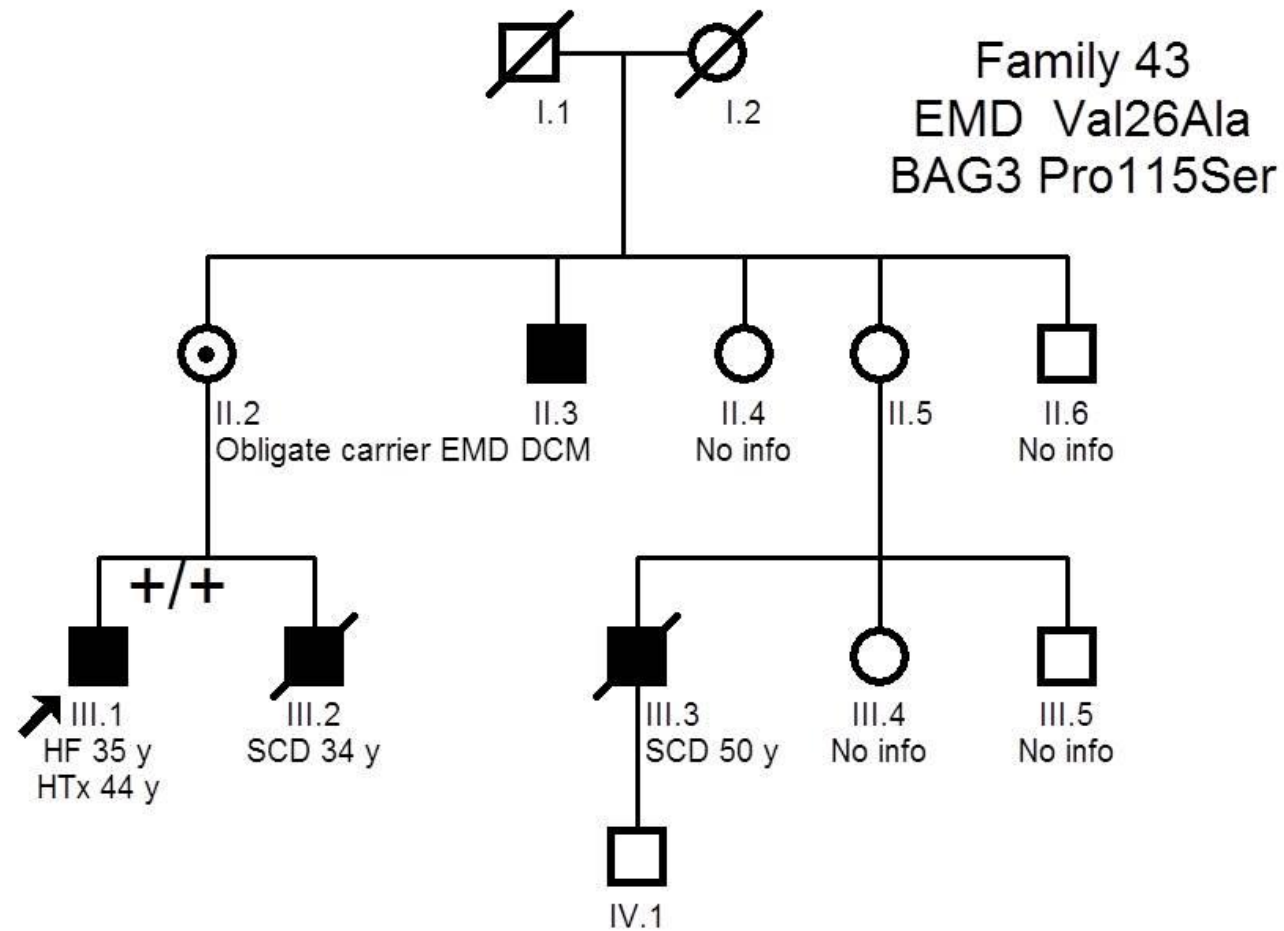 Family 43
EMD Val26Ala
BAG3 Pro115Ser
I.1
I.2
II.2
II.3
II.4
II.5
II.6
Obligate carrier EMD
DCM
No info
No info
+/+
III.1
III.2
III.3
III.4
III.5
HF 35 y
SCD 34 y
SCD 50 y
No info
No info
HTx 44 y
IV.1